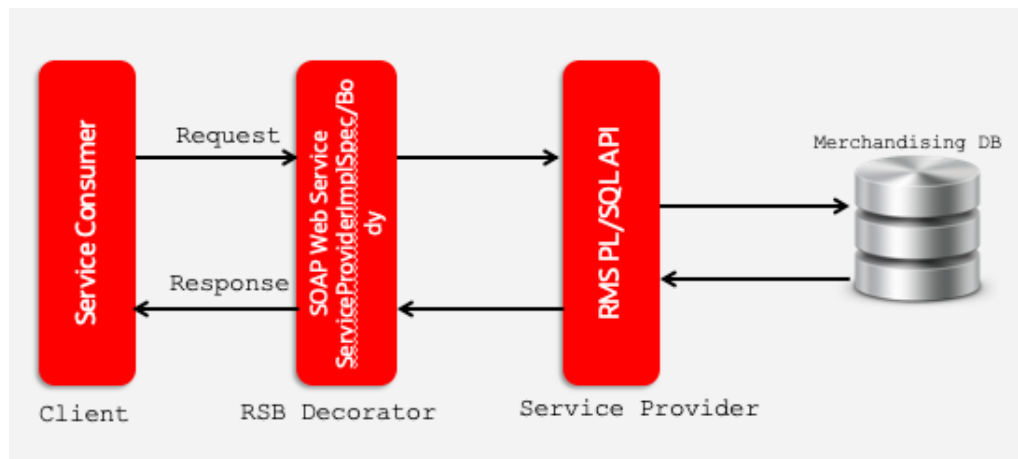 Service Consumer
Request
Response
Client
SOAP Web Service
ServiceProviderImplSpec/Bo
dy
RSB Decorator
RMS PL/SQL API
Service Provider
Merchandising DB